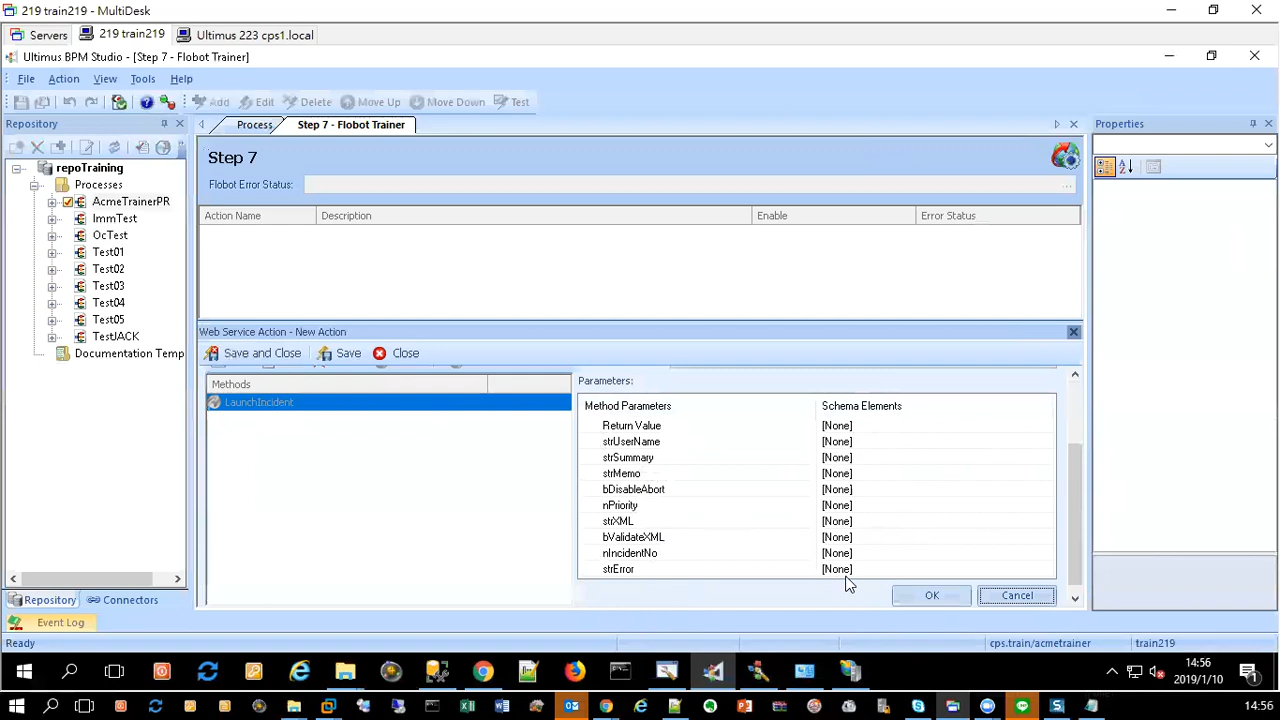 219 train219 - MultiDesk
Servers 219 train219 Ultimus 223 cps1.local
Ultimus BPM Studio - [Step 7 - Flobot Trainer]
File Action View Tools Help
Add Edit Delete Move Up Move Down Test
Repository
Process Step 7 - Flobot Trainer
Properties
repoTraining
Processes
AcmeTrainerPR
ImmTest
OcTest
Test01
Test02
Test03
Test04
Test05
TestJACK
Documentation Temp
Step 7
Flobot Error Status: ...
Action Name Description Enable Error Status
Web Service Action - New Action
Save and Close Save Close
Methods
LaunchIncident
Parameters:
Method Parameters Schema Elements
Return Value [None]
strUserName [None]
strSummary [None]
strMemo [None]
bDisableAbort [None]
nPriority [None]
strXML [None]
bValidateXML [None]
nIncidentNo [None]
strError [None]
OK Cancel
Repository Connectors
Event Log
Ready cps.train/acmetrainer train219
14:56
2019/1/10
14:56